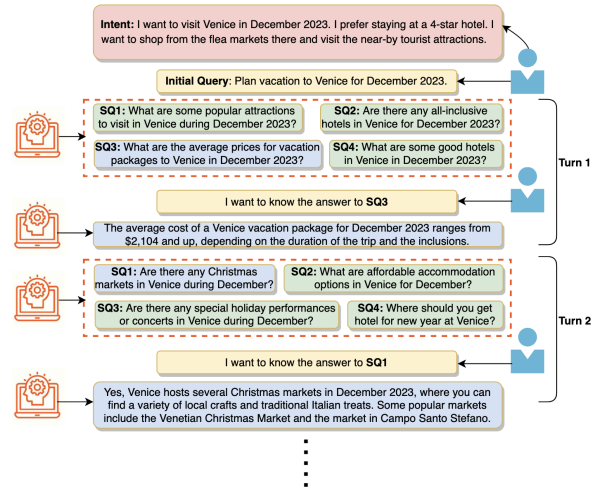 Intent: I want to visit Venice in December 2023. I prefer staying at a 4-star hotel. I
want to shop from the flea markets there and visit the near-by tourist attractions.
Initial Query: Plan vacation to Venice for December 2023.
SQ1: What are some popular attractions
to visit in Venice during December 2023?
SQ2: Are there any all-inclusive
hotels in Venice for December 2023?
SQ3: What are the average prices for vacation
packages to Venice in December 2023?
SQ4: What are some good hotels
in Venice in December 2023?
Turn 1
I want to know the answer to SQ3
The average cost of a Venice vacation package for December 2023 ranges from
$2,104 and up, depending on the duration of the trip and the inclusions.
SQ1: Are there any Christmas
markets in Venice during December?
SQ2: What are affordable accommodation
options in Venice for December?
SQ3: Are there any special holiday performances
or concerts in Venice during December?
SQ4: Where should you get
hotel for new year at Venice?
Turn 2
I want to know the answer to SQ1
Yes, Venice hosts several Christmas markets in December 2023, where you can
find a variety of local crafts and traditional Italian treats. Some popular markets
include the Venetian Christmas Market and the market in Campo Santo Stefano.